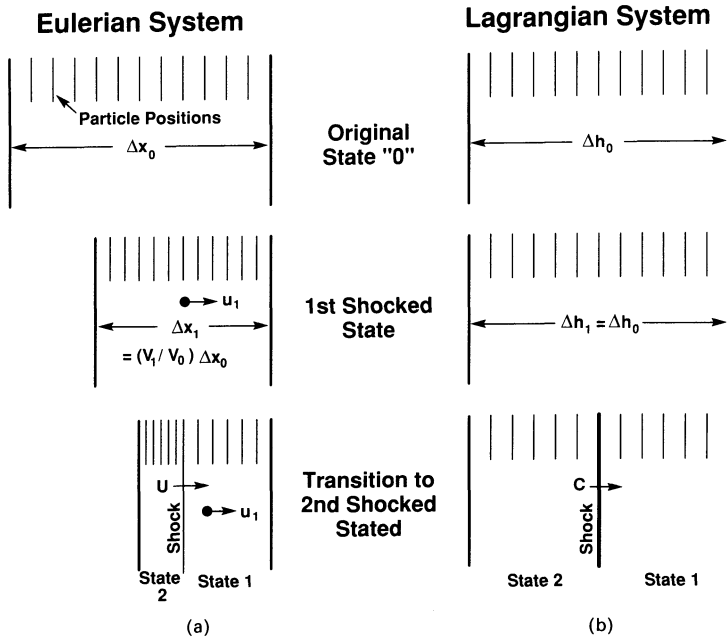 Eulerian System
Lagrangian System
Particle Positions
Δx₀
Original
State "0"
Δh₀
u₁
Δx₁
= (V₁/ V₀) Δx₀
1st Shocked
State
Δh₁ = Δh₀
U
Shock
u₁
State
2
State 1
Transition to
2nd Shocked
Stated
C
Shock
State 2
State 1
(a)
(b)